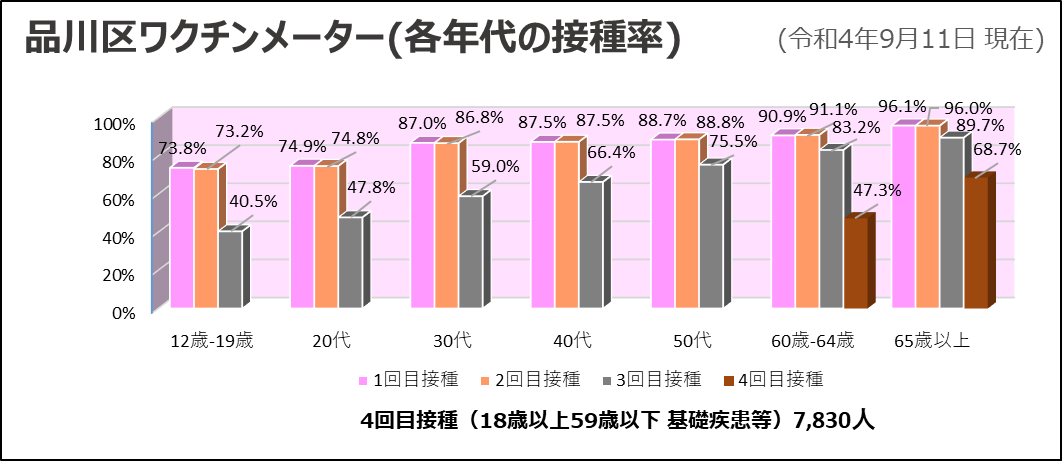 品川区ワクチンメーター(各年代の接種率)
(令和4年9月11日 現在)
100%
80%
60%
40%
20%
0%
73.8% 73.2% 40.5%
74.9% 74.8% 47.8%
87.0% 86.8% 59.0%
87.5% 87.5% 66.4%
88.7% 88.8% 75.5%
90.9% 91.1% 83.2% 47.3%
96.1% 96.0% 89.7% 68.7%
12歳-19歳 20代 30代 40代 50代 60歳-64歳 65歳以上
1回目接種 2回目接種 3回目接種 4回目接種
4回目接種（18歳以上59歳以下 基礎疾患等）7,830人